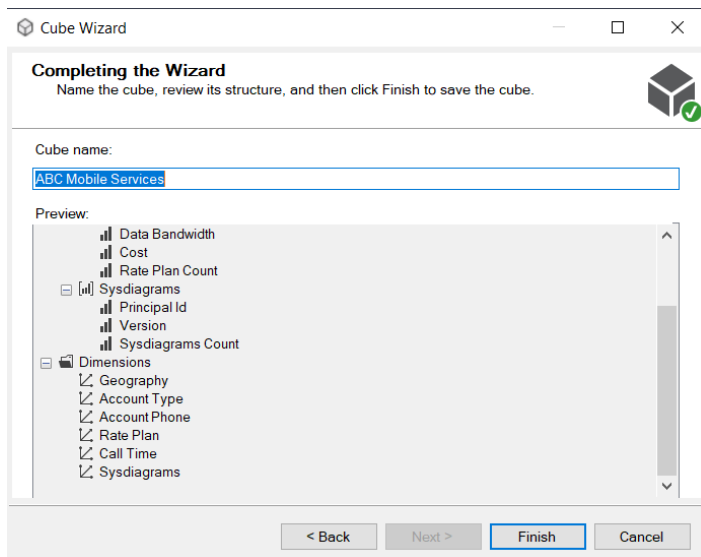 Cube Wizard
Completing the Wizard
Name the cube, review its structure, and then click Finish to save the cube.
Cube name:
ABC Mobile Services
Preview:
Data Bandwidth
Cost
Rate Plan Count
Sysdiagrams
Principal Id
Version
Sysdiagrams Count
Dimensions
Geography
Account Type
Account Phone
Rate Plan
Call Time
Sysdiagrams
< Back Next > Finish Cancel